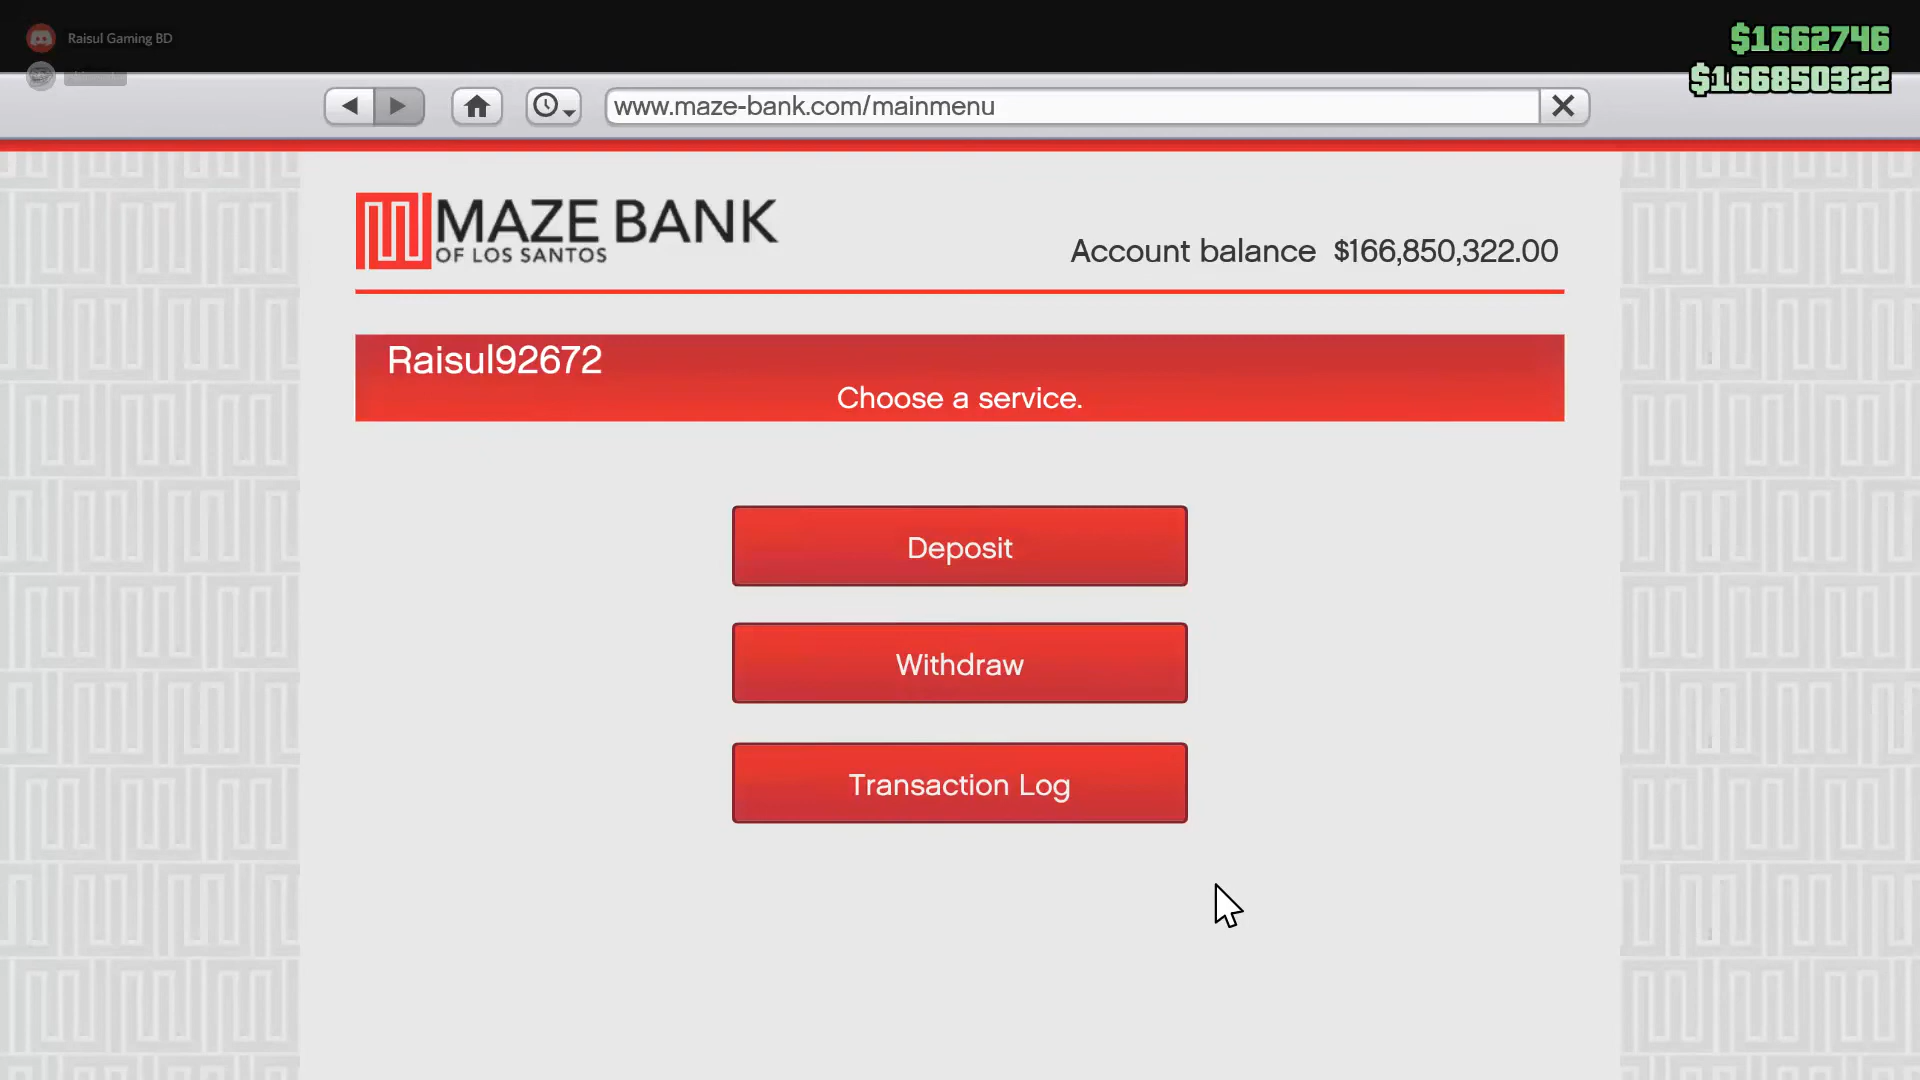 Raisul Gaming BD
$1662746
$166850322
www.maze-bank.com/mainmenu
MAZE BANK
OF LOS SANTOS
Account balance $166,850,322.00
Raisul92672
Choose a service.
Deposit
Withdraw
Transaction Log